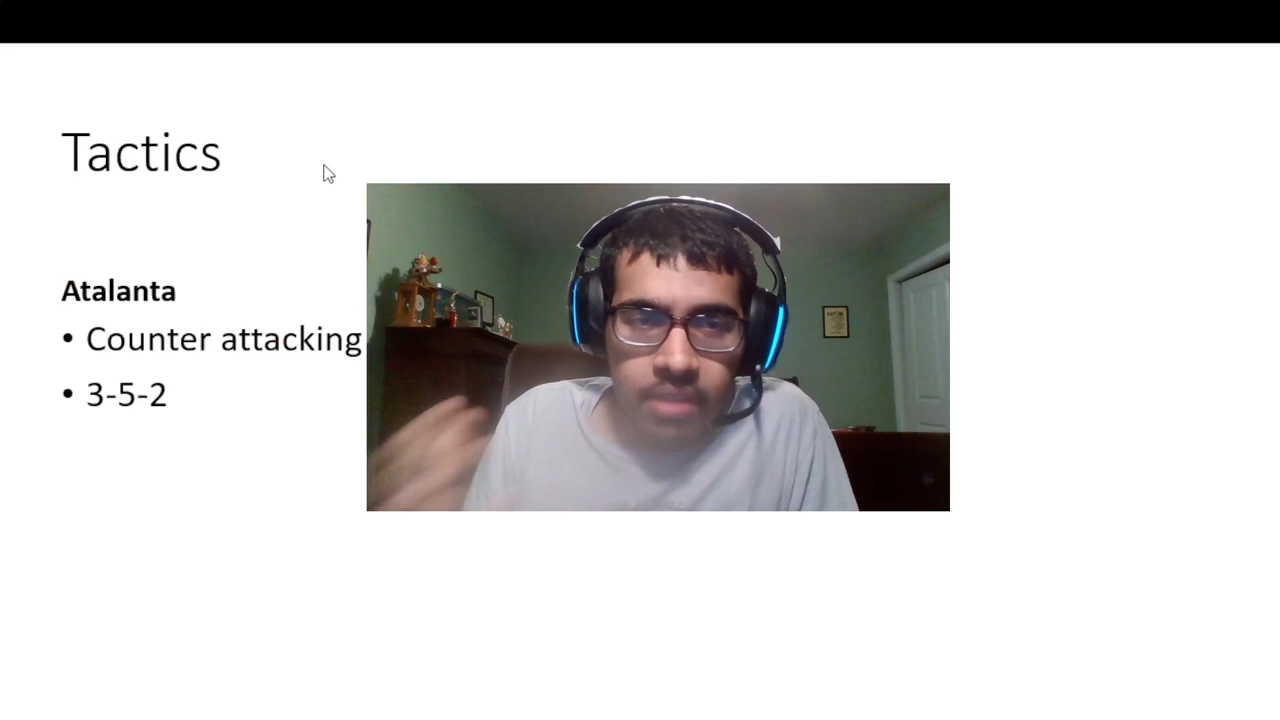 Tactics
Atalanta
• Counter attacking
• 3-5-2